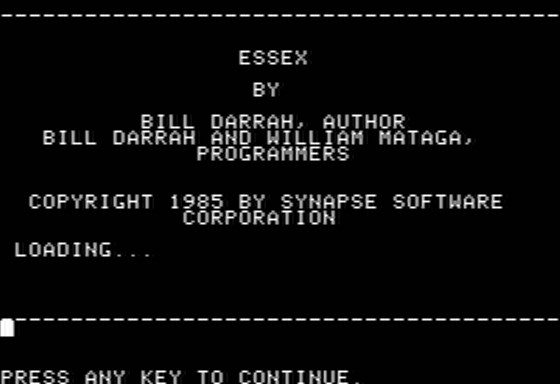 ESSEX
BY
BILL DARRAH, AUTHOR
BILL DARRAH AND WILLIAM MATAGA,
PROGRAMMERS
COPYRIGHT 1985 BY SYNAPSE SOFTWARE
CORPORATION
LOADING...
PRESS ANY KEY TO CONTINUE.